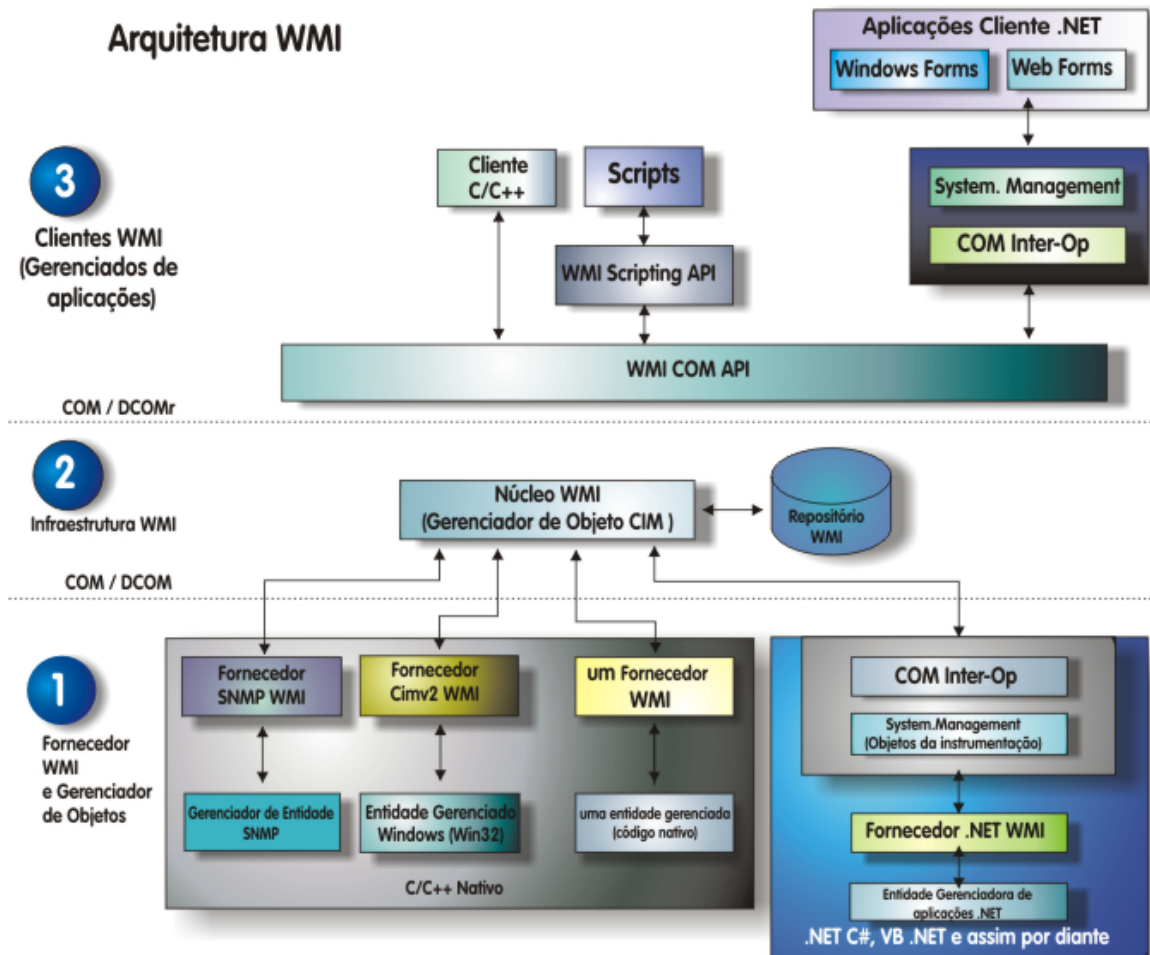 Arquitetura WMI
Aplicações Cliente .NET
Windows Forms
Web Forms
3
Clientes WMI
(Gerenciados de
aplicações)
Cliente
C/C++
Scripts
WMI Scripting API
System. Management
COM Inter-Op
WMI COM API
COM / DCOMr
2
Infraestrutura WMI
Núcleo WMI
(Gerenciador de Objeto CIM )
Repositório
WMI
COM / DCOM
1
Fornecedor
WMI
e Gerenciador
de Objetos
Fornecedor
SNMP WMI
Fornecedor
Cimv2 WMI
um Fornecedor
WMI
Gerenciador de Entidade
SNMP
Entidade Gerenciado
Windows (Win32)
uma entidade gerenciada
(código nativo)
C/C++ Nativo
COM Inter-Op
System.Management
(Objetos da instrumentação)
Fornecedor .NET WMI
Entidade Gerenciadora de
aplicações .NET
.NET C#, VB .NET e assim por diante